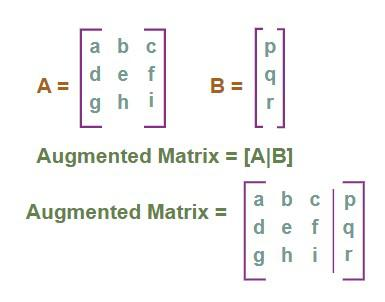 a b c
d e f
g h i
A =
p
q
r
B =
Augmented Matrix = [A|B]
Augmented Matrix =
a b c p
d e f q
g h i r